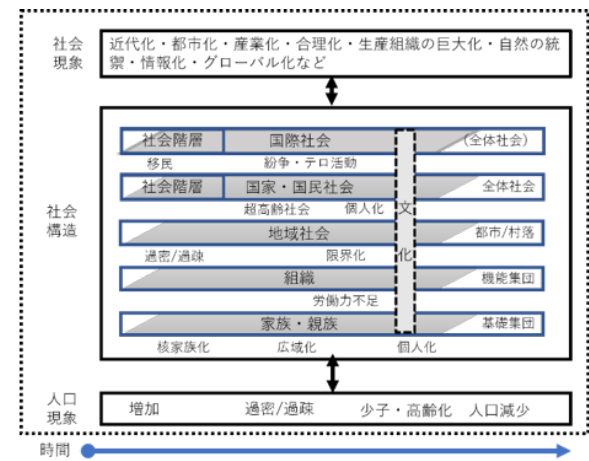 社会
現象
近代化・都市化・産業化・合理化・生産組織の巨大化・自然の統
禦・情報化・グローバル化など
社会
構造
社会階層 国際社会 (全体社会)
移民 紛争・テロ活動
社会階層 国家・国民社会 全体社会
超高齢社会 個人化
文
化
地域社会 都市/村落
過密/過疎 限界化
組織 機能集団
労働力不足
家族・親族 基礎集団
核家族化 広域化 個人化
人口
現象
増加 過密/過疎 少子・高齢化 人口減少
時間